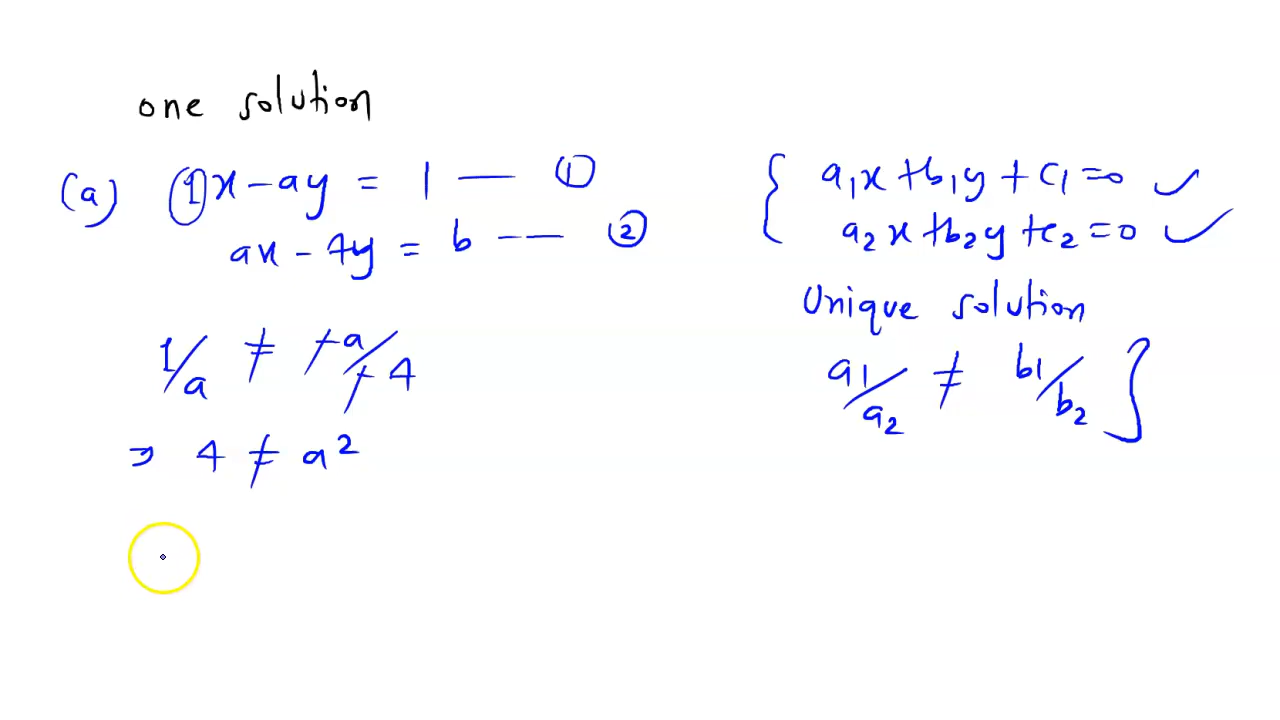 one solution
(a) 1x - ay = 1 — ①
ax - 4y = b -- — ②
1/a ≠ -a/-4
⇒ 4 ≠ a²
{ a₁x + b₁y + c₁ = 0 ✓
a₂x + b₂y + c₂ = 0 ✓
Unique solution
a₁/a₂ ≠ b₁/b₂ }